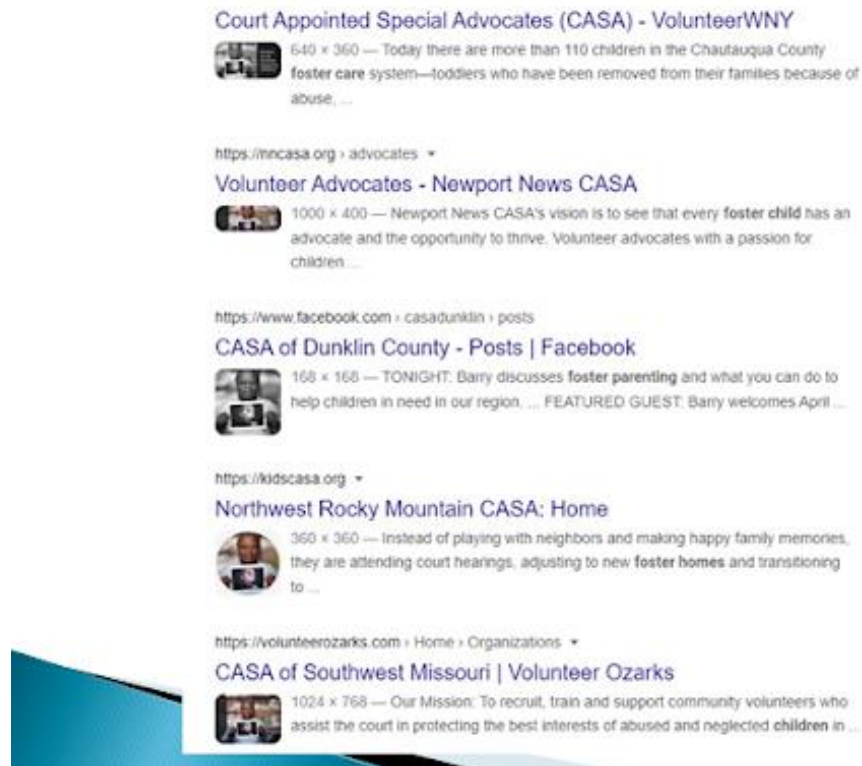 Court Appointed Special Advocates (CASA) - VolunteerWNY
640 × 360 — Today there are more than 110 children in the Chautauqua County
foster care system—toddlers who have been removed from their families because of
abuse, ...
https://nncasa.org › advocates
Volunteer Advocates - Newport News CASA
1000 × 400 — Newport News CASA's vision is to see that every foster child has an
advocate and the opportunity to thrive. Volunteer advocates with a passion for
children ...
https://www.facebook.com › casadunklin › posts
CASA of Dunklin County - Posts | Facebook
168 × 168 — TONIGHT: Barry discusses foster parenting and what you can do to
help children in need in our region. ... FEATURED GUEST: Barry welcomes April ...
https://kidscasa.org
Northwest Rocky Mountain CASA: Home
360 × 360 — Instead of playing with neighbors and making happy family memories,
they are attending court hearings, adjusting to new foster homes and transitioning
to ...
https://volunteerozarks.com › Home › Organizations
CASA of Southwest Missouri | Volunteer Ozarks
1024 × 768 — Our Mission: To recruit, train and support community volunteers who
assist the court in protecting the best interests of abused and neglected children in ...